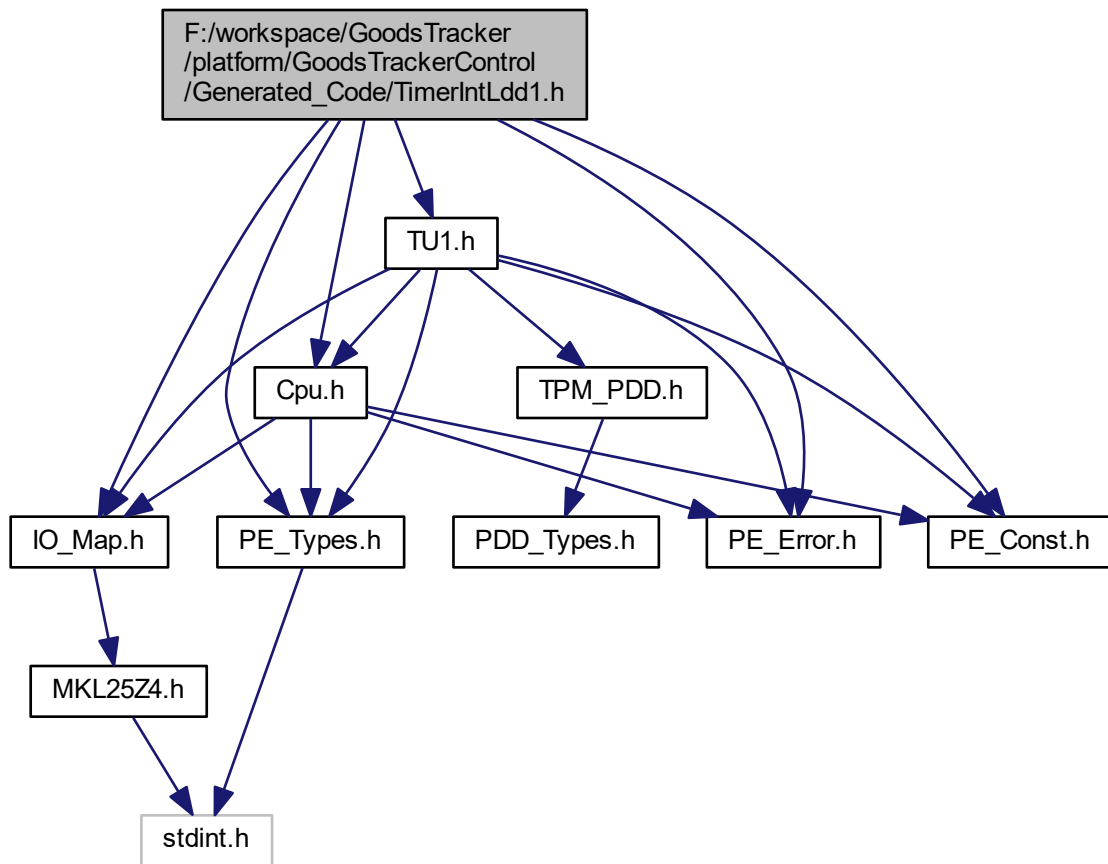 F:/workspace/GoodsTracker
/platform/GoodsTrackerControl
/Generated_Code/TimerIntLdd1.h
TU1.h
Cpu.h
TPM_PDD.h
IO_Map.h
PE_Types.h
PDD_Types.h
PE_Error.h
PE_Const.h
MKL25Z4.h
stdint.h